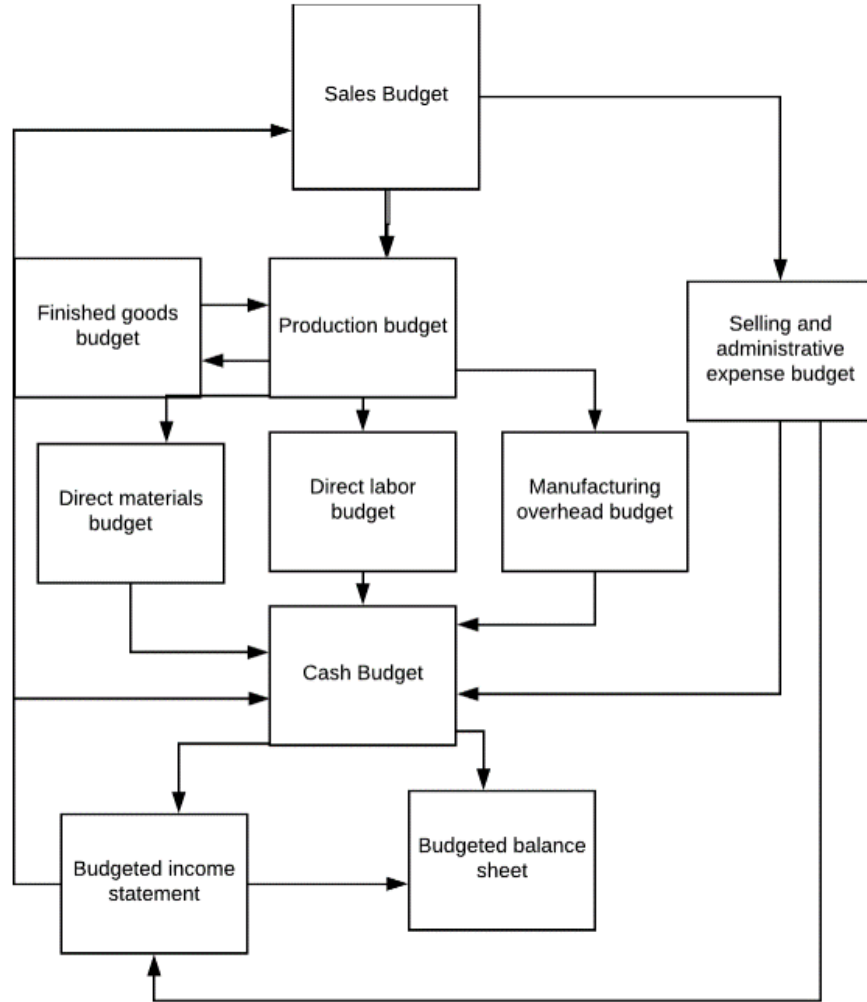 Sales Budget
Finished goods
budget
Production budget
Selling and
administrative
expense budget
Direct materials
budget
Direct labor
budget
Manufacturing
overhead budget
Cash Budget
Budgeted income
statement
Budgeted balance
sheet